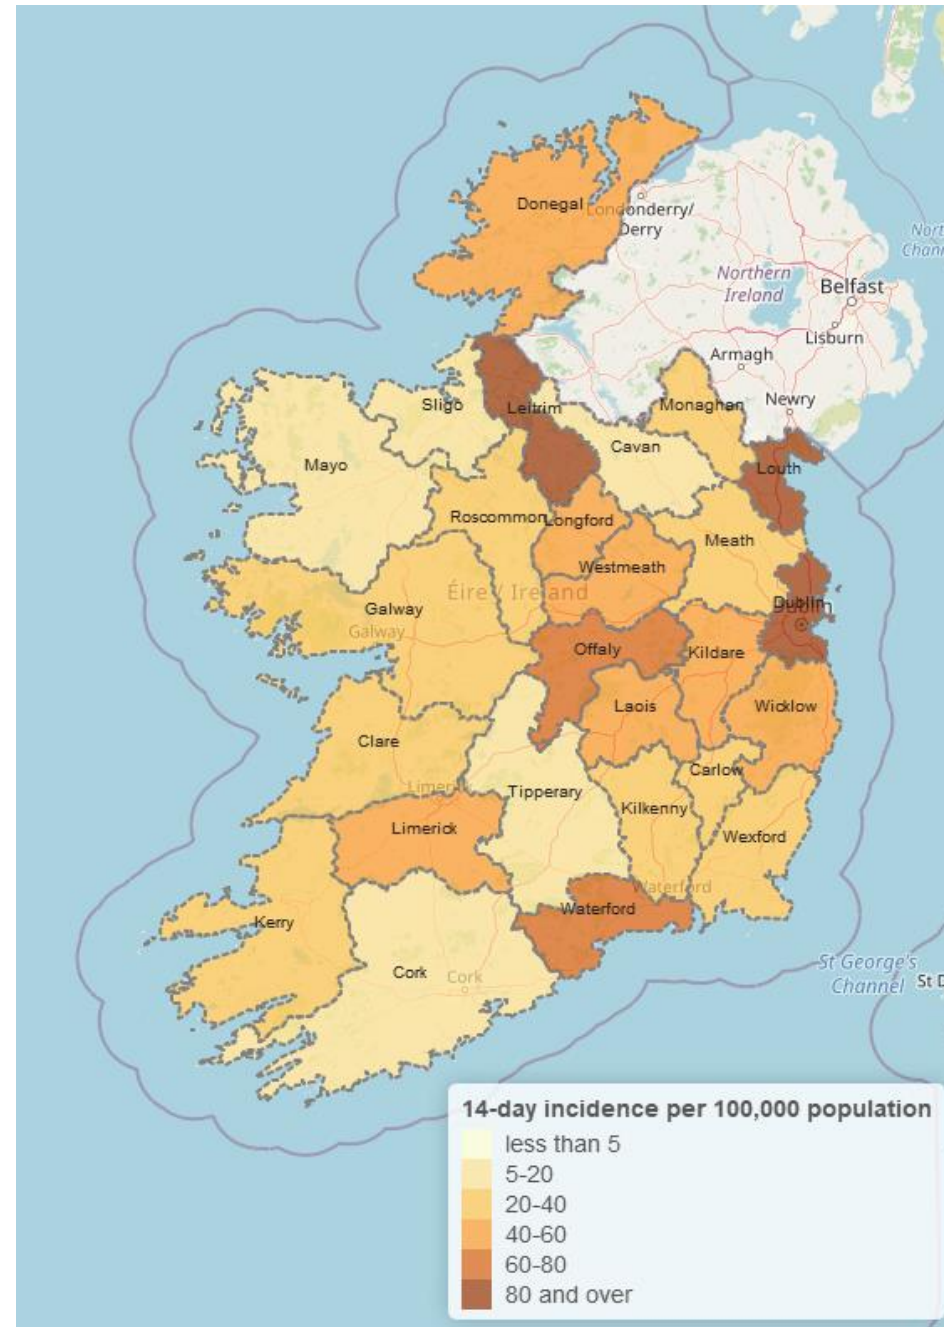 Donegal
Londonderry/
Derry
Northern
Ireland
Belfast
Lisburn
Armagh
Newry
Sligo
Leitrim
Monaghan
Cavan
Louth
Mayo
Roscommon
Longford
Meath
Westmeath
Éire / Ireland
Galway
Galway
Dublin
Offaly
Kildare
Laois
Wicklow
Clare
Carlow
Limerick
Tipperary
Kilkenny
Limerick
Wexford
Waterford
Waterford
Kerry
Cork
Cork
St George's
Channel
14-day incidence per 100,000 population
less than 5
5-20
20-40
40-60
60-80
80 and over